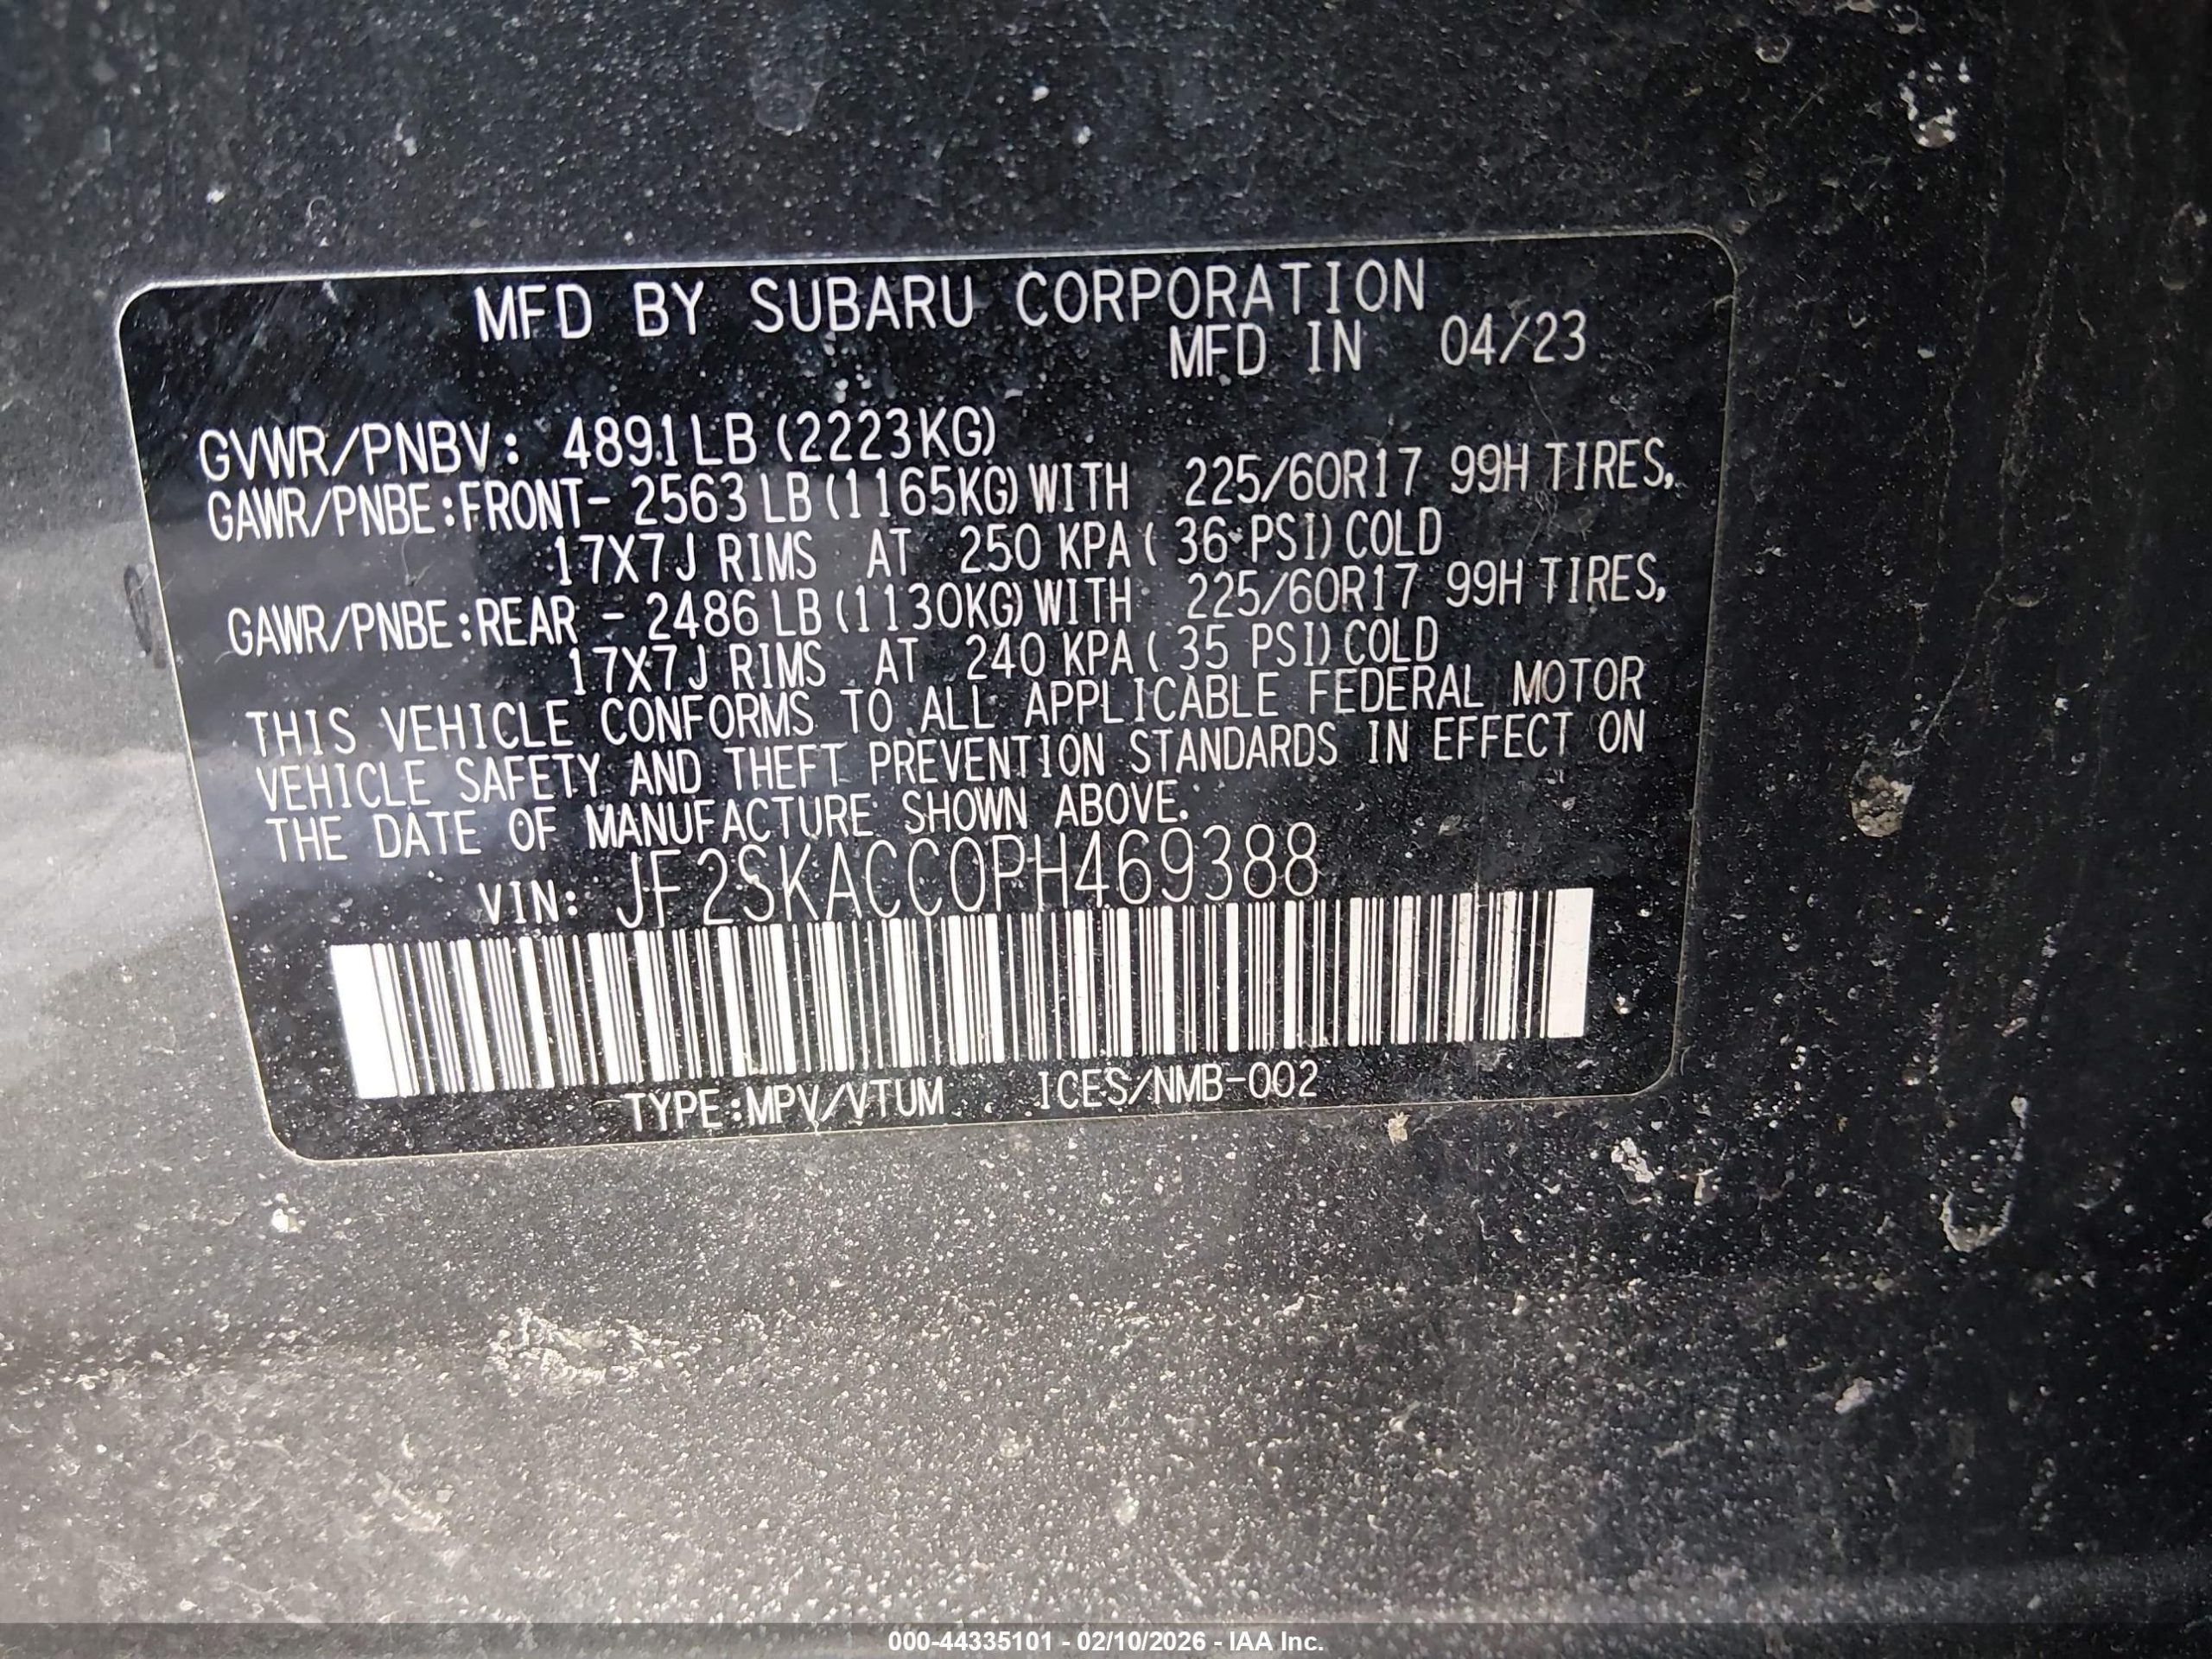 MFD BY SUBARU CORPORATION
MFD IN 04/23
GVWR/PNBV: 4891LB (2223KG)
GAWR/PNBE:FRONT- 2563LB(1165KG)WITH 225/60R17 99H TIRES,
17X7J RIMS AT 250 KPA( 36 PSI)COLD
GAWR/PNBE:REAR - 2486LB(1130KG)WITH 225/60R17 99H TIRES,
17X7J RIMS AT 240 KPA( 35 PSI)COLD
THIS VEHICLE CONFORMS TO ALL APPLICABLE FEDERAL MOTOR
VEHICLE SAFETY AND THEFT PREVENTION STANDARDS IN EFFECT ON
THE DATE OF MANUFACTURE SHOWN ABOVE.
VIN: JF2SKACC0PH469388
TYPE:MPV/VTUM ICES/NMB-002
000-44335101 - 02/10/2026 - IAA Inc.